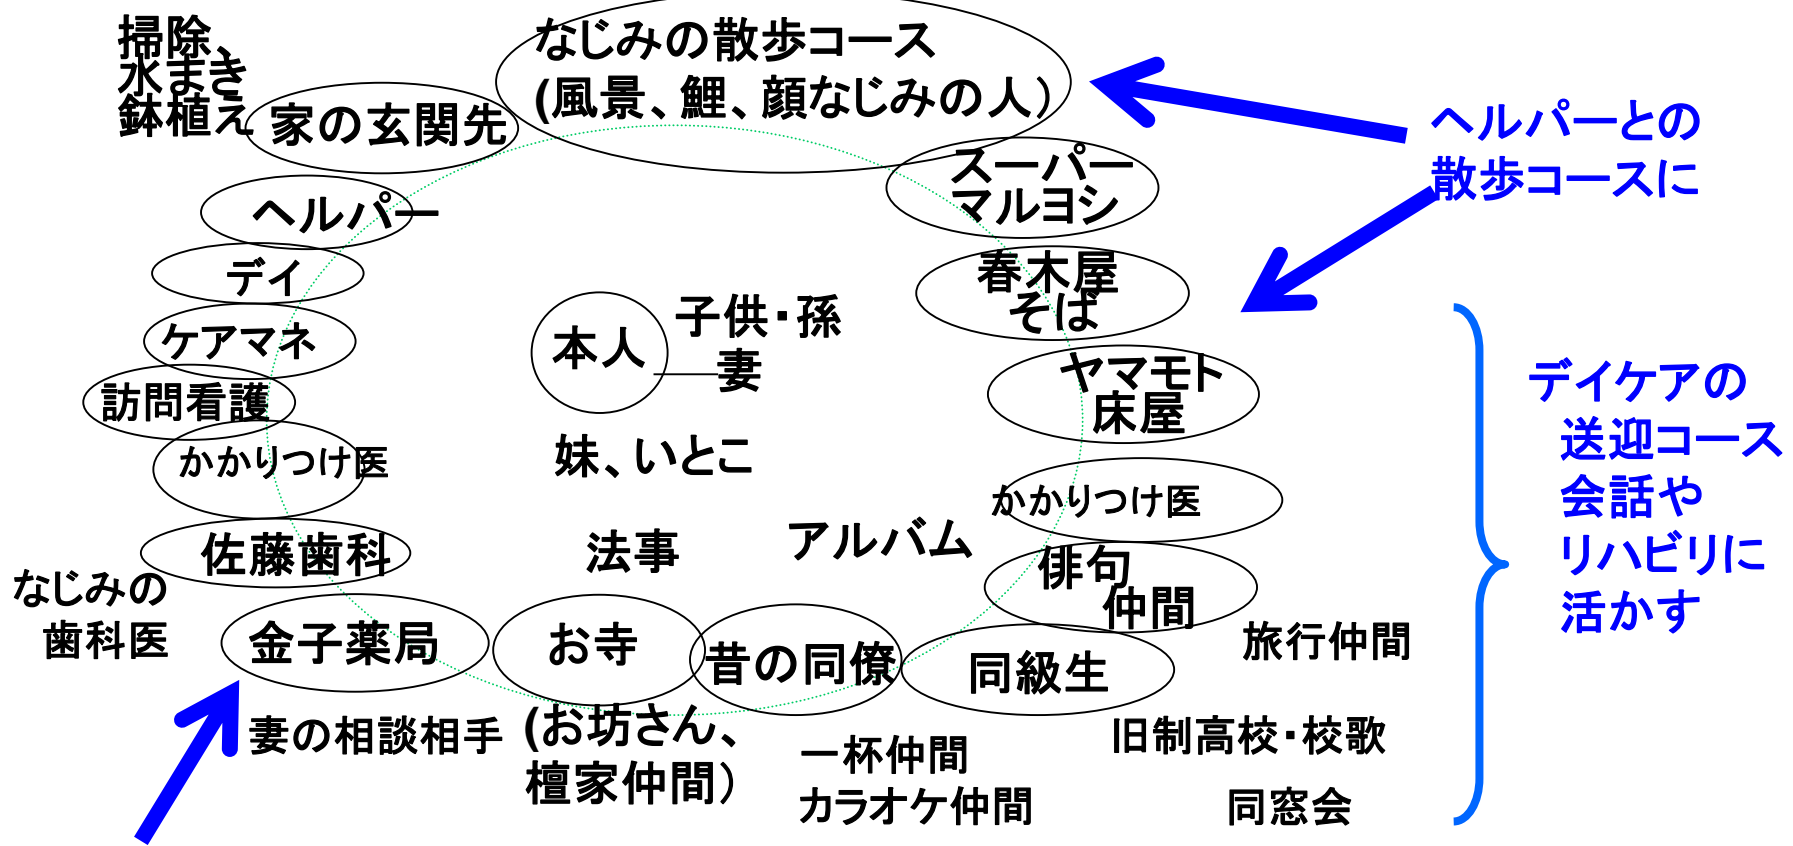 掃除、
水まき
鉢植え
なじみの散歩コース
(風景、鯉、顔なじみの人）
家の玄関先
ヘルパーとの
散歩コースに
スーパー
マルヨシ
ヘルパー
デイ
春木屋
そば
ケアマネ
本人
子供・孫
妻
ヤマモト
床屋
訪問看護
デイケアの
送迎コース
会話や
リハビリに
活かす
かかりつけ医
妹、いとこ
かかりつけ医
佐藤歯科
法事
アルバム
俳句
仲間
なじみの
歯科医
金子薬局
お寺
昔の同僚
同級生
旅行仲間
妻の相談相手
(お坊さん、
檀家仲間）
一杯仲間
カラオケ仲間
旧制高校・校歌
同窓会